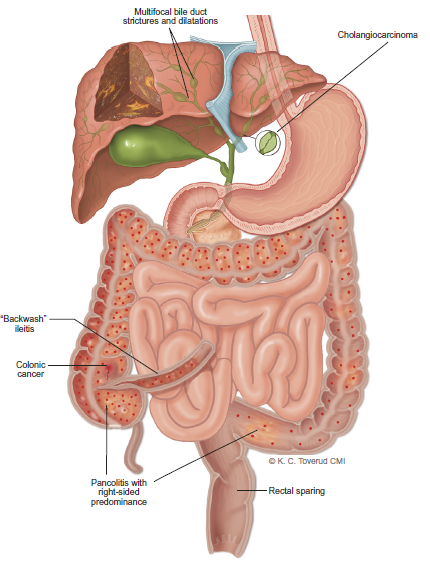 Multifocal bile duct
strictures and dilatations
Cholangiocarcinoma
"Backwash"
ileitis
Colonic
cancer
© K. C. Toverud CMI
Pancolitis with
right-sided
predominance
Rectal sparing